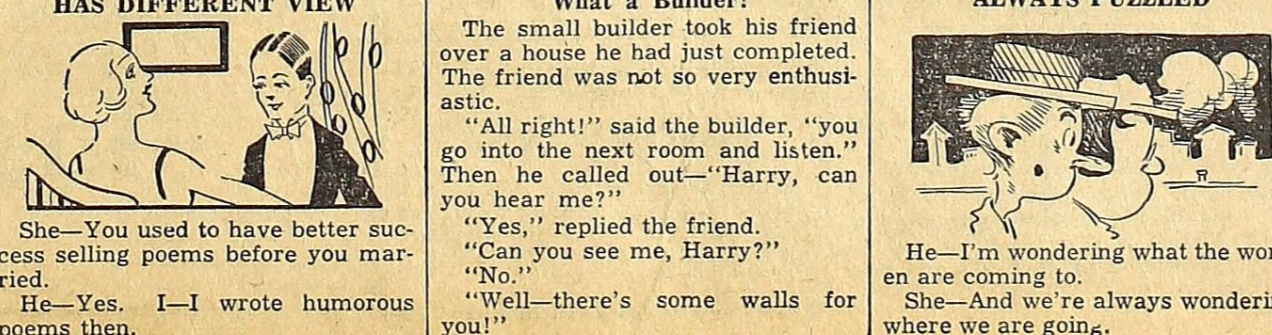 HAS DIFFERENT VIEW
She—You used to have better suc-
cess selling poems before you mar-
ried.
He—Yes. I—I wrote humorous
poems then.
What a Builder!
The small builder took his friend
over a house he had just completed.
The friend was not so very enthusi-
astic.
"All right!" said the builder, "you
go into the next room and listen."
Then he called out—"Harry, can
you hear me?"
"Yes," replied the friend.
"Can you see me, Harry?"
"No."
"Well—there's some walls for
you!"
ALWAYS PUZZLED
He—I'm wondering what the wom
en are coming to.
She—And we're always wonderi
where we are going.